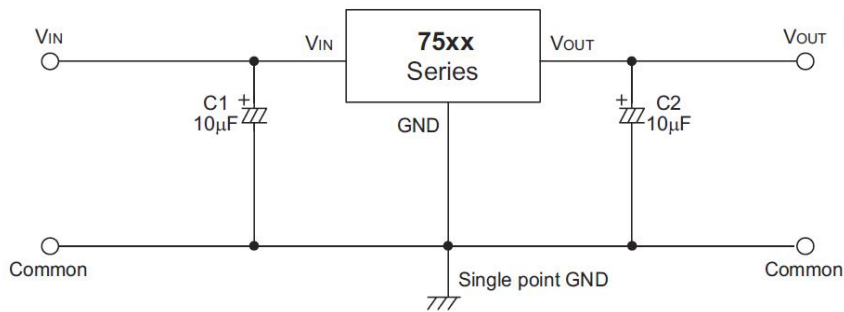 VIN
VIN
75xx
Series
VOUT
VOUT
C1 +
10μF
GND
+ C2
10μF
Common
Single point GND
Common